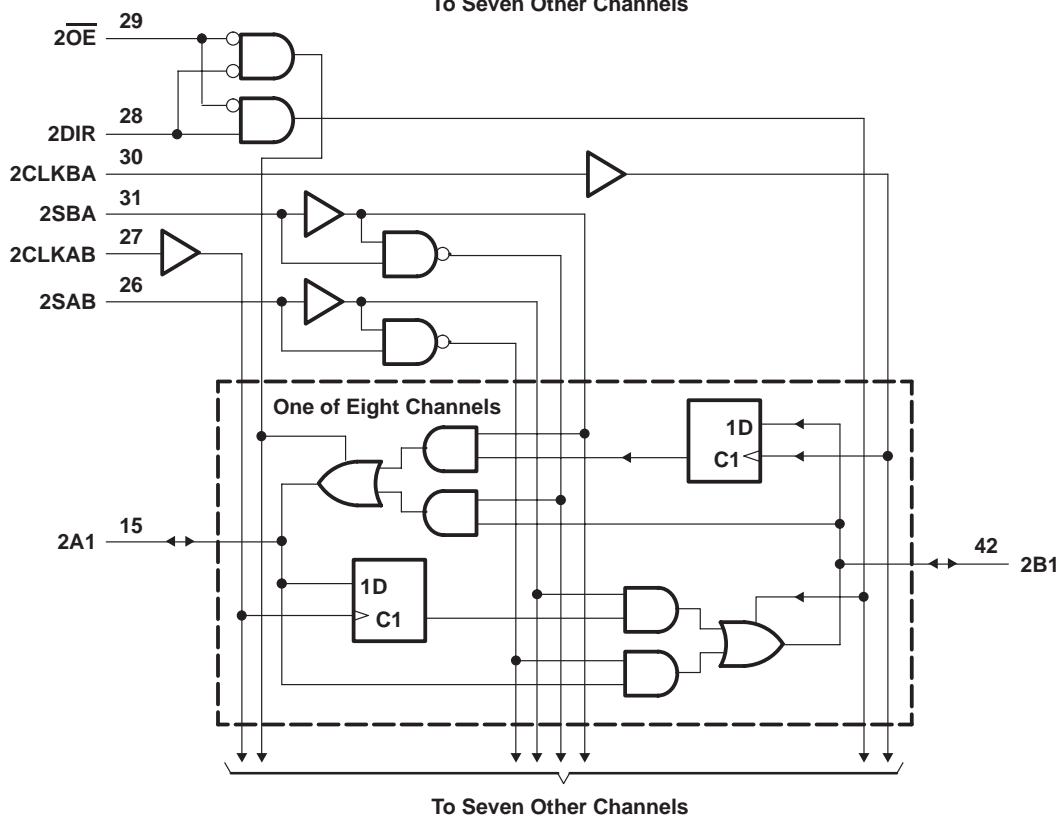 To Seven Other Channels
2OE 29
2DIR 28
2CLKBA 30
2SBA 31
2CLKAB 27
2SAB 26
One of Eight Channels
1D
C1
2A1 15
42 2B1
1D
C1
To Seven Other Channels